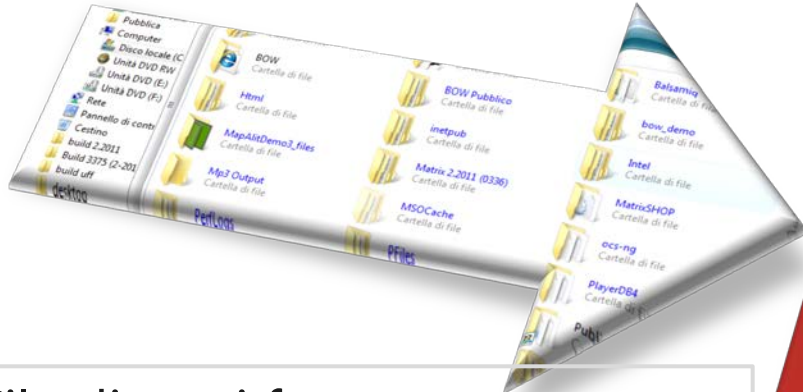 Pubblica
Computer
Disco locale (C
Unità DVD RW
Unità DVD (E:)
Unità DVD (F:)
Rete
Pannello di contr
Cestino
build 2.2011
Build 3375 (2-201
build uff
desktop
BOW
Cartella di file
Html
Cartella di file
MapAlitDemo3_files
Cartella di file
Mp3 Output
Cartella di file
PerfLogs
BOW Pubblico
Cartella di file
inetpub
Cartella di file
Matrix 2.2011 (0336)
Cartella di file
MSOCache
Cartella di file
PFiles
Balsamiq
Cartella di file
bow_demo
Cartella di file
Intel
Cartella di file
MatrixSHOP
Cartella di file
ocs-ng
Cartella di file
PlayerDB4
Cartella di file
Publ